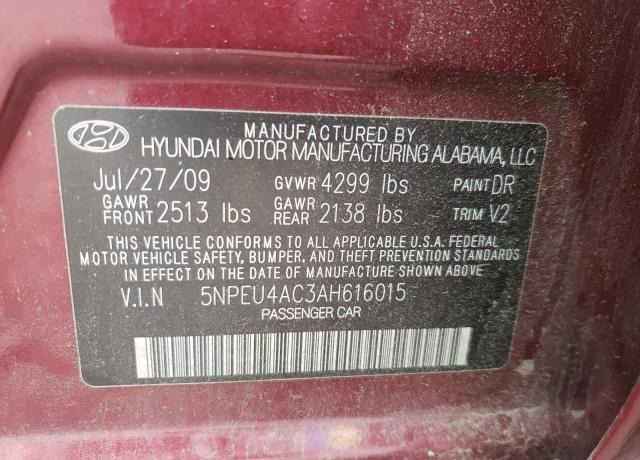 MANUFACTURED BY
HYUNDAI MOTOR MANUFACTURING ALABAMA, LLC
Jul/27/09 GVWR 4299 lbs PAINT DR
GAWR FRONT 2513 lbs GAWR REAR 2138 lbs TRIM V2
THIS VEHICLE CONFORMS TO ALL APPLICABLE U.S.A. FEDERAL
MOTOR VEHICLE SAFETY, BUMPER, AND THEFT PREVENTION STANDARDS
IN EFFECT ON THE DATE OF MANUFACTURE SHOWN ABOVE
V.I.N 5NPEU4AC3AH616015
PASSENGER CAR